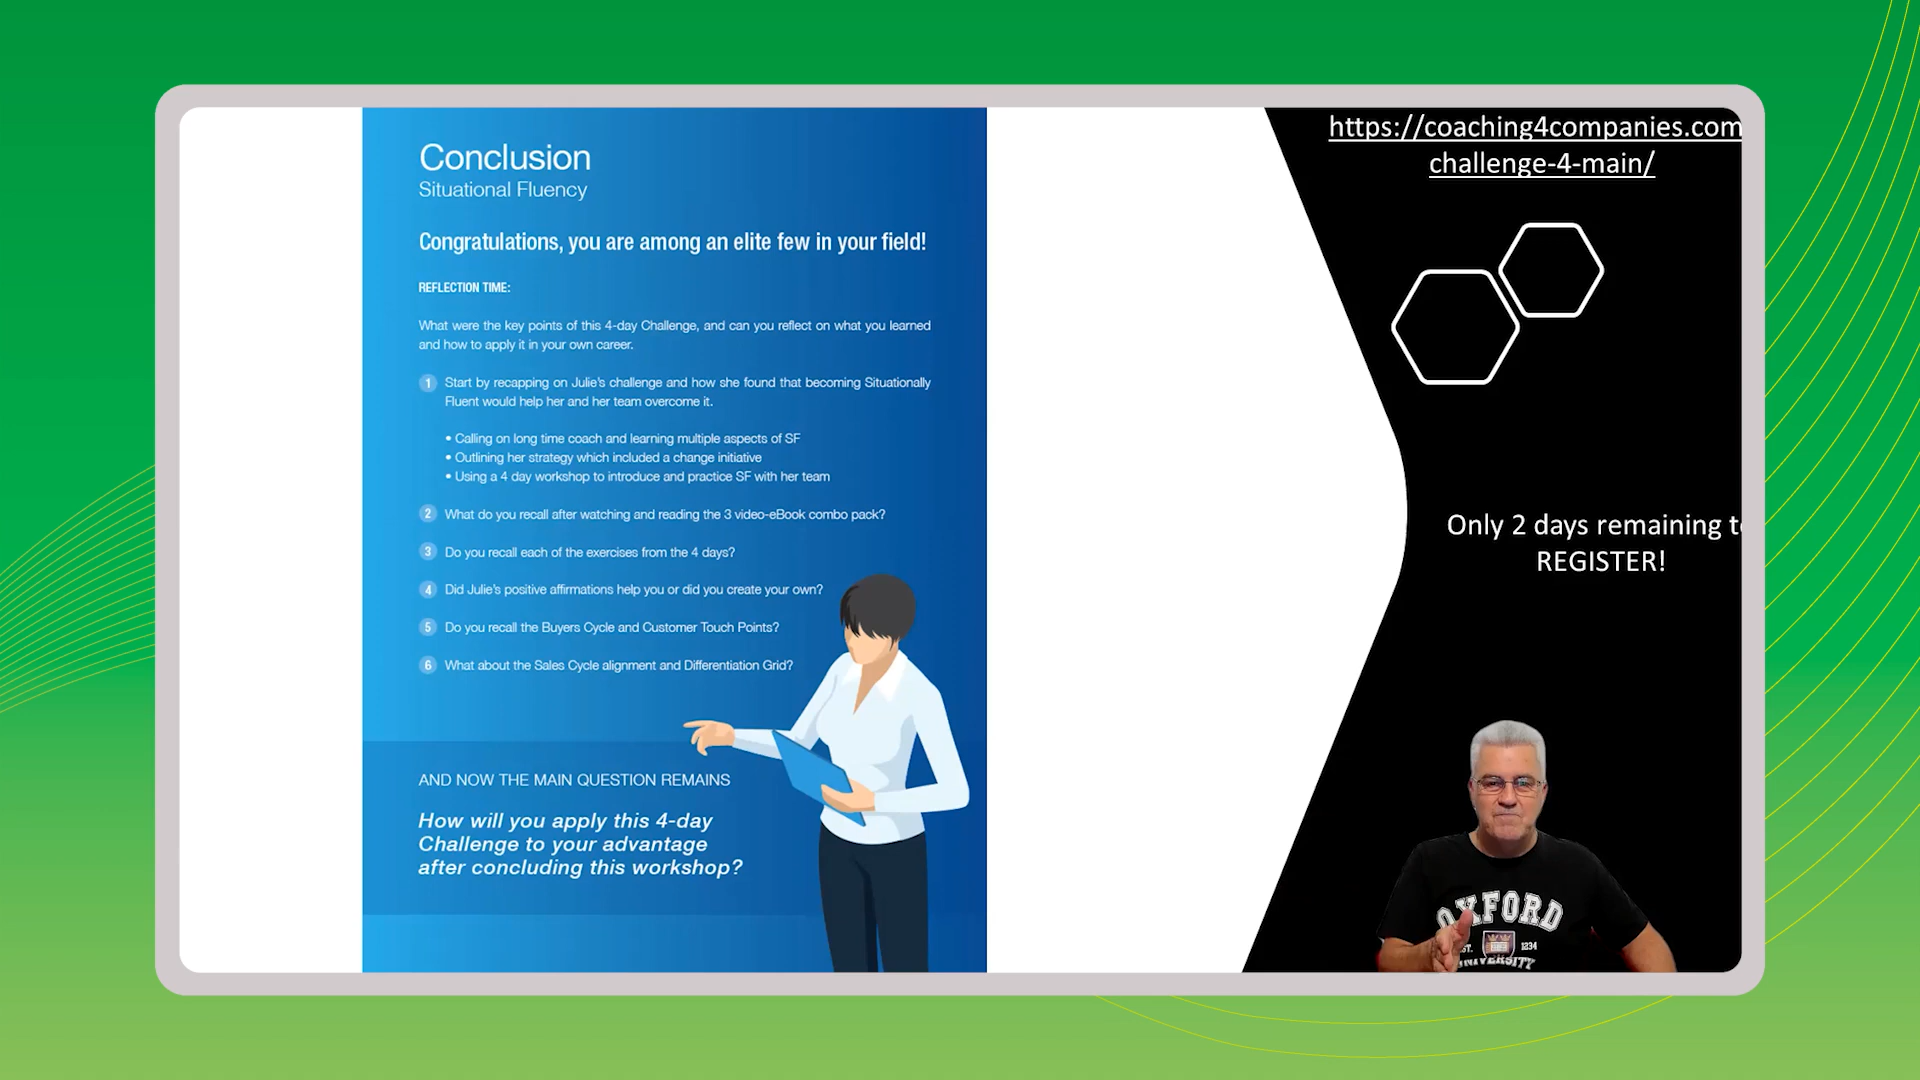 Conclusion
Situational Fluency
Congratulations, you are among an elite few in your field!
REFLECTION TIME:
What were the key points of this 4-day Challenge, and can you reflect on what you learned
and how to apply it in your own career.
1 Start by recapping on Julie's challenge and how she found that becoming Situationally
Fluent would help her and her team overcome it.
• Calling on long time coach and learning multiple aspects of SF
• Outlining her strategy which included a change initiative
• Using a 4 day workshop to introduce and practice SF with her team
2 What do you recall after watching and reading the 3 video-eBook combo pack?
3 Do you recall each of the exercises from the 4 days?
4 Did Julie's positive affirmations help you or did you create your own?
5 Do you recall the Buyers Cycle and Customer Touch Points?
6 What about the Sales Cycle alignment and Differentiation Grid?
AND NOW THE MAIN QUESTION REMAINS
How will you apply this 4-day
Challenge to your advantage
after concluding this workshop?
https://coaching4companies.com
challenge-4-main/
Only 2 days remaining
REGISTER!
OXFORD
1234
UNIVERSITY